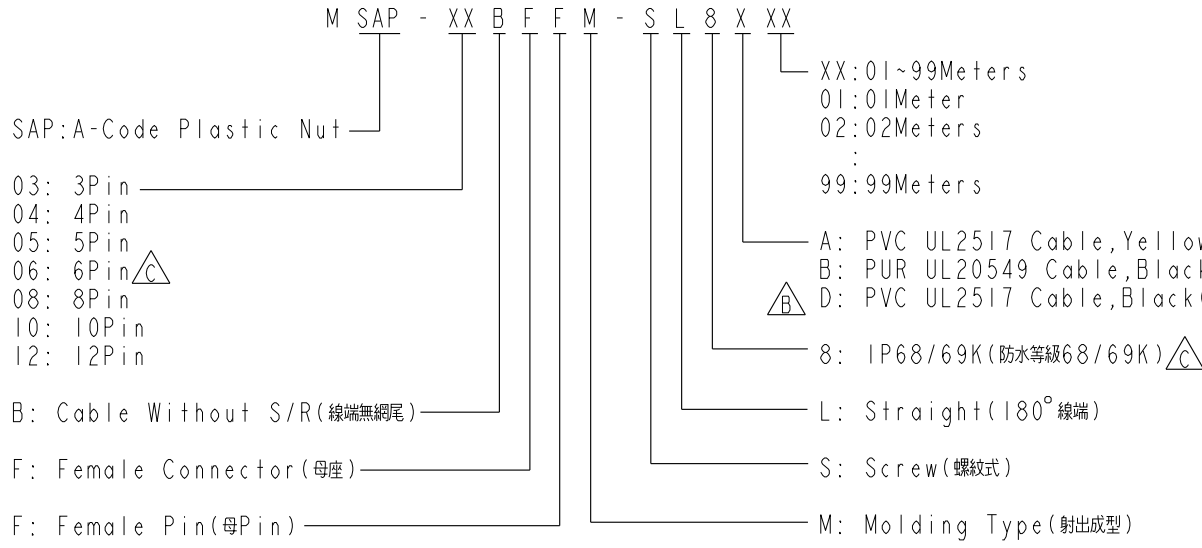 M SAP - XX B F F M - S L 8 X XX
SAP:A-Code Plastic Nut
03: 3Pin
04: 4Pin
05: 5Pin
06: 6Pin C
08: 8Pin
10: 10Pin
12: 12Pin
B: Cable Without S/R(線端無網尾)
F: Female Connector(母座)
F: Female Pin(母Pin)
XX:01~99Meters
01:01Meter
02:02Meters
:
99:99Meters
A: PVC UL2517 Cable,Yellow
B: PUR UL20549 Cable,Black
B D: PVC UL2517 Cable,Black(
8: IP68/69K(防水等級68/69K) C
L: Straight(180°線端)
S: Screw(螺紋式)
M: Molding Type(射出成型)